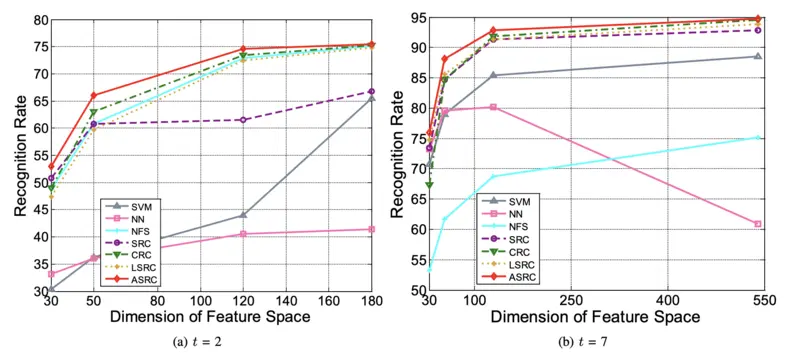 80
75
70
65
60
55
50
45
40
35
30
Recognition Rate
SVM
NN
NFS
SRC
CRC
LSRC
ASRC
30 50 80 100 120 140 160 180
Dimension of Feature Space
(a) t = 2
95
90
85
80
75
70
65
60
55
50
Recognition Rate
SVM
NN
NFS
SRC
CRC
LSRC
ASRC
30 100 250 400 550
Dimension of Feature Space
(b) t = 7